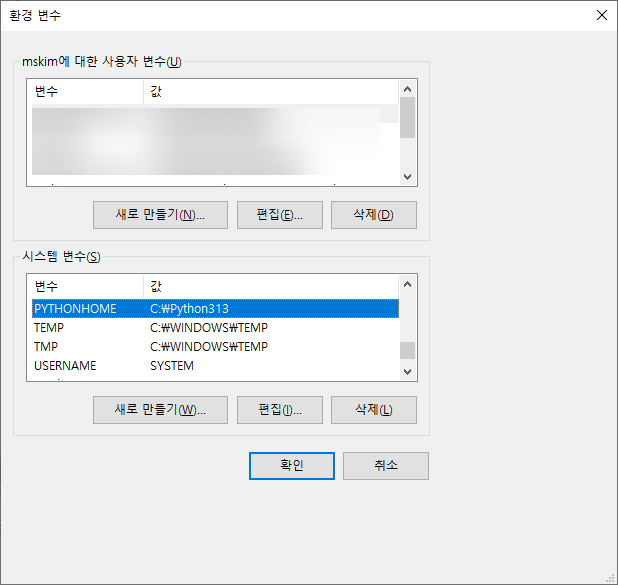 환경 변수
mskim에 대한 사용자 변수(U)
변수 값
새로 만들기(N)... 편집(E)... 삭제(D)
시스템 변수(S)
변수 값
PYTHONHOME C:₩Python313
TEMP C:₩WINDOWS₩TEMP
TMP C:₩WINDOWS₩TEMP
USERNAME SYSTEM
새로 만들기(W)... 편집(I)... 삭제(L)
확인 취소